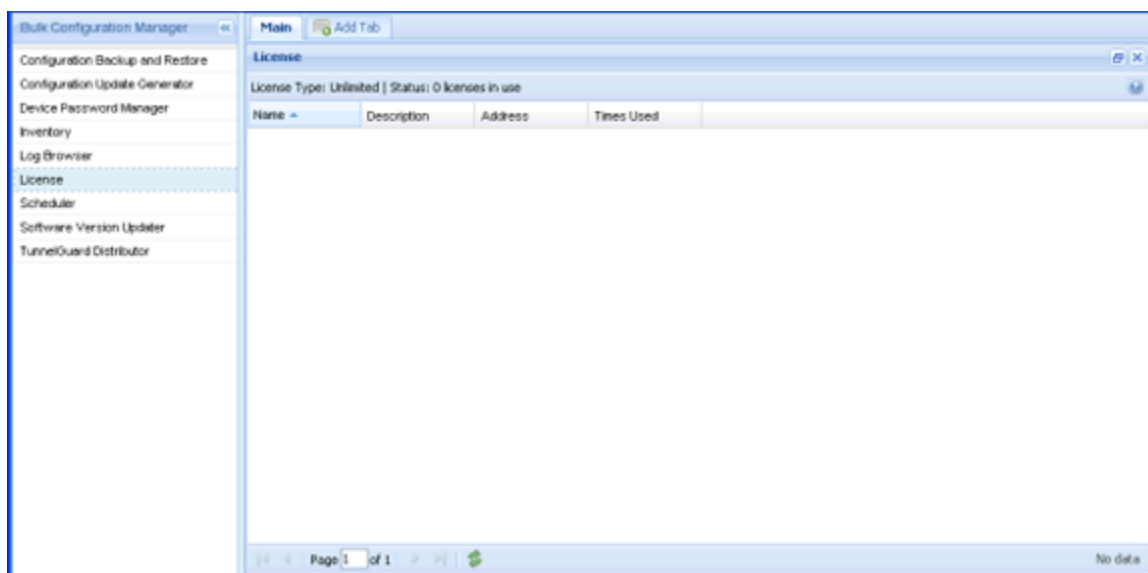 Bulk Configuration Manager
Main Add Tab
Configuration Backup and Restore
License
Configuration Update Generator
License Type: Unlimited | Status: 0 licenses in use
Device Password Manager
Name Description Address Times Used
Inventory
Log Browser
License
Scheduler
Software Version Updater
TunnelGuard Distributor
Page 1 of 1
No data